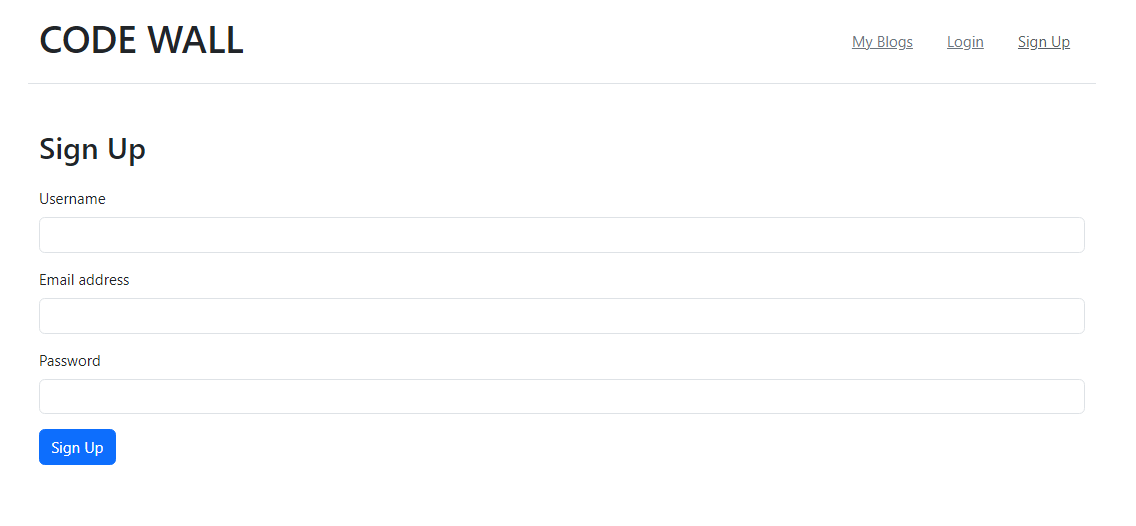 CODE WALL
My Blogs Login Sign Up
Sign Up
Username
Email address
Password
Sign Up